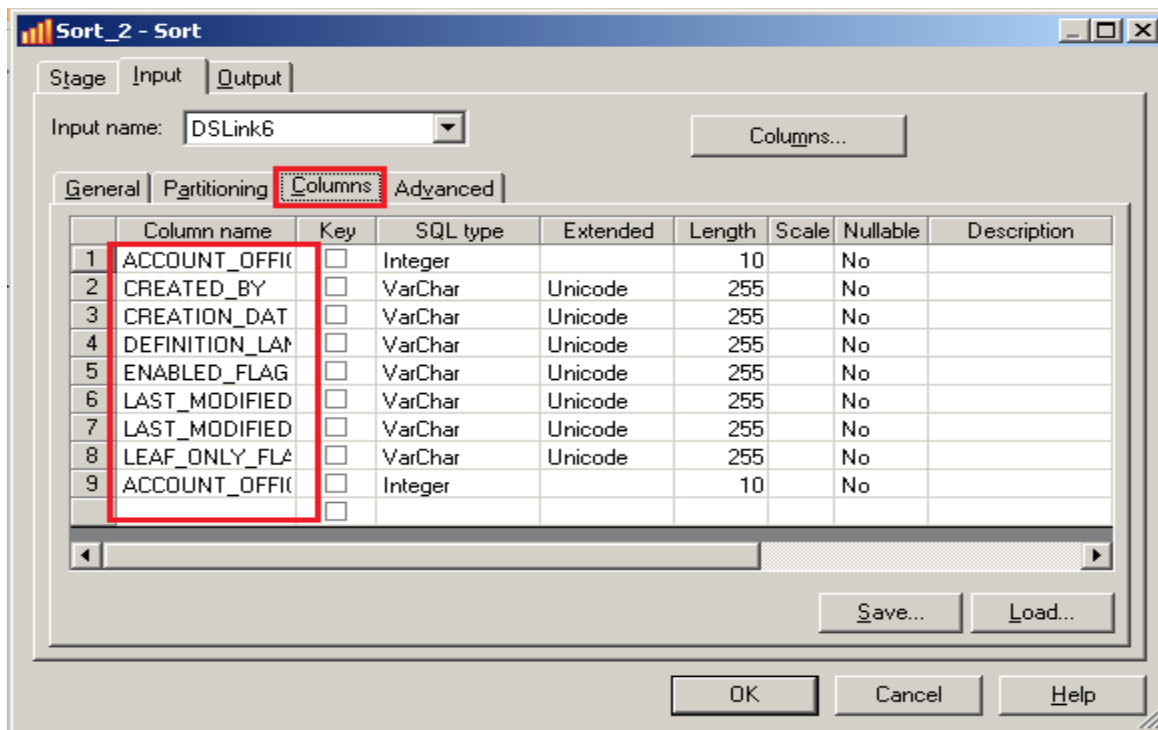 Sort_2 - Sort
Stage Input Output
Input name: DSLink6 Columns...
General Partitioning Columns Advanced
Column name Key SQL type Extended Length Scale Nullable Description
1 ACCOUNT_OFFI( Integer 10 No
2 CREATED_BY VarChar Unicode 255 No
3 CREATION_DAT VarChar Unicode 255 No
4 DEFINITION_LAN VarChar Unicode 255 No
5 ENABLED_FLAG VarChar Unicode 255 No
6 LAST_MODIFIED VarChar Unicode 255 No
7 LAST_MODIFIED VarChar Unicode 255 No
8 LEAF_ONLY_FLA VarChar Unicode 255 No
9 ACCOUNT_OFFI( Integer 10 No
Save... Load...
OK Cancel Help